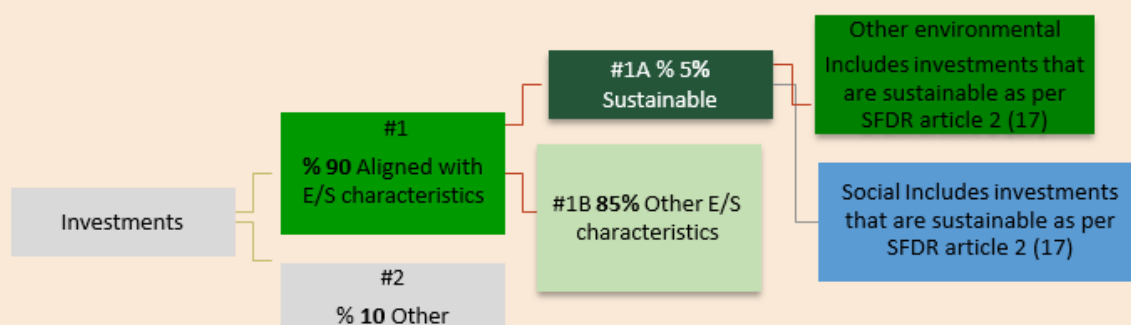 Investments
#1
% 90 Aligned with
E/S characteristics
#2
% 10 Other
#1A % 5%
Sustainable
#1B 85% Other E/S
characteristics
Other environmental
Includes investments that
are sustainable as per
SFDR article 2 (17)
Social Includes investments
that are sustainable as per
SFDR article 2 (17)